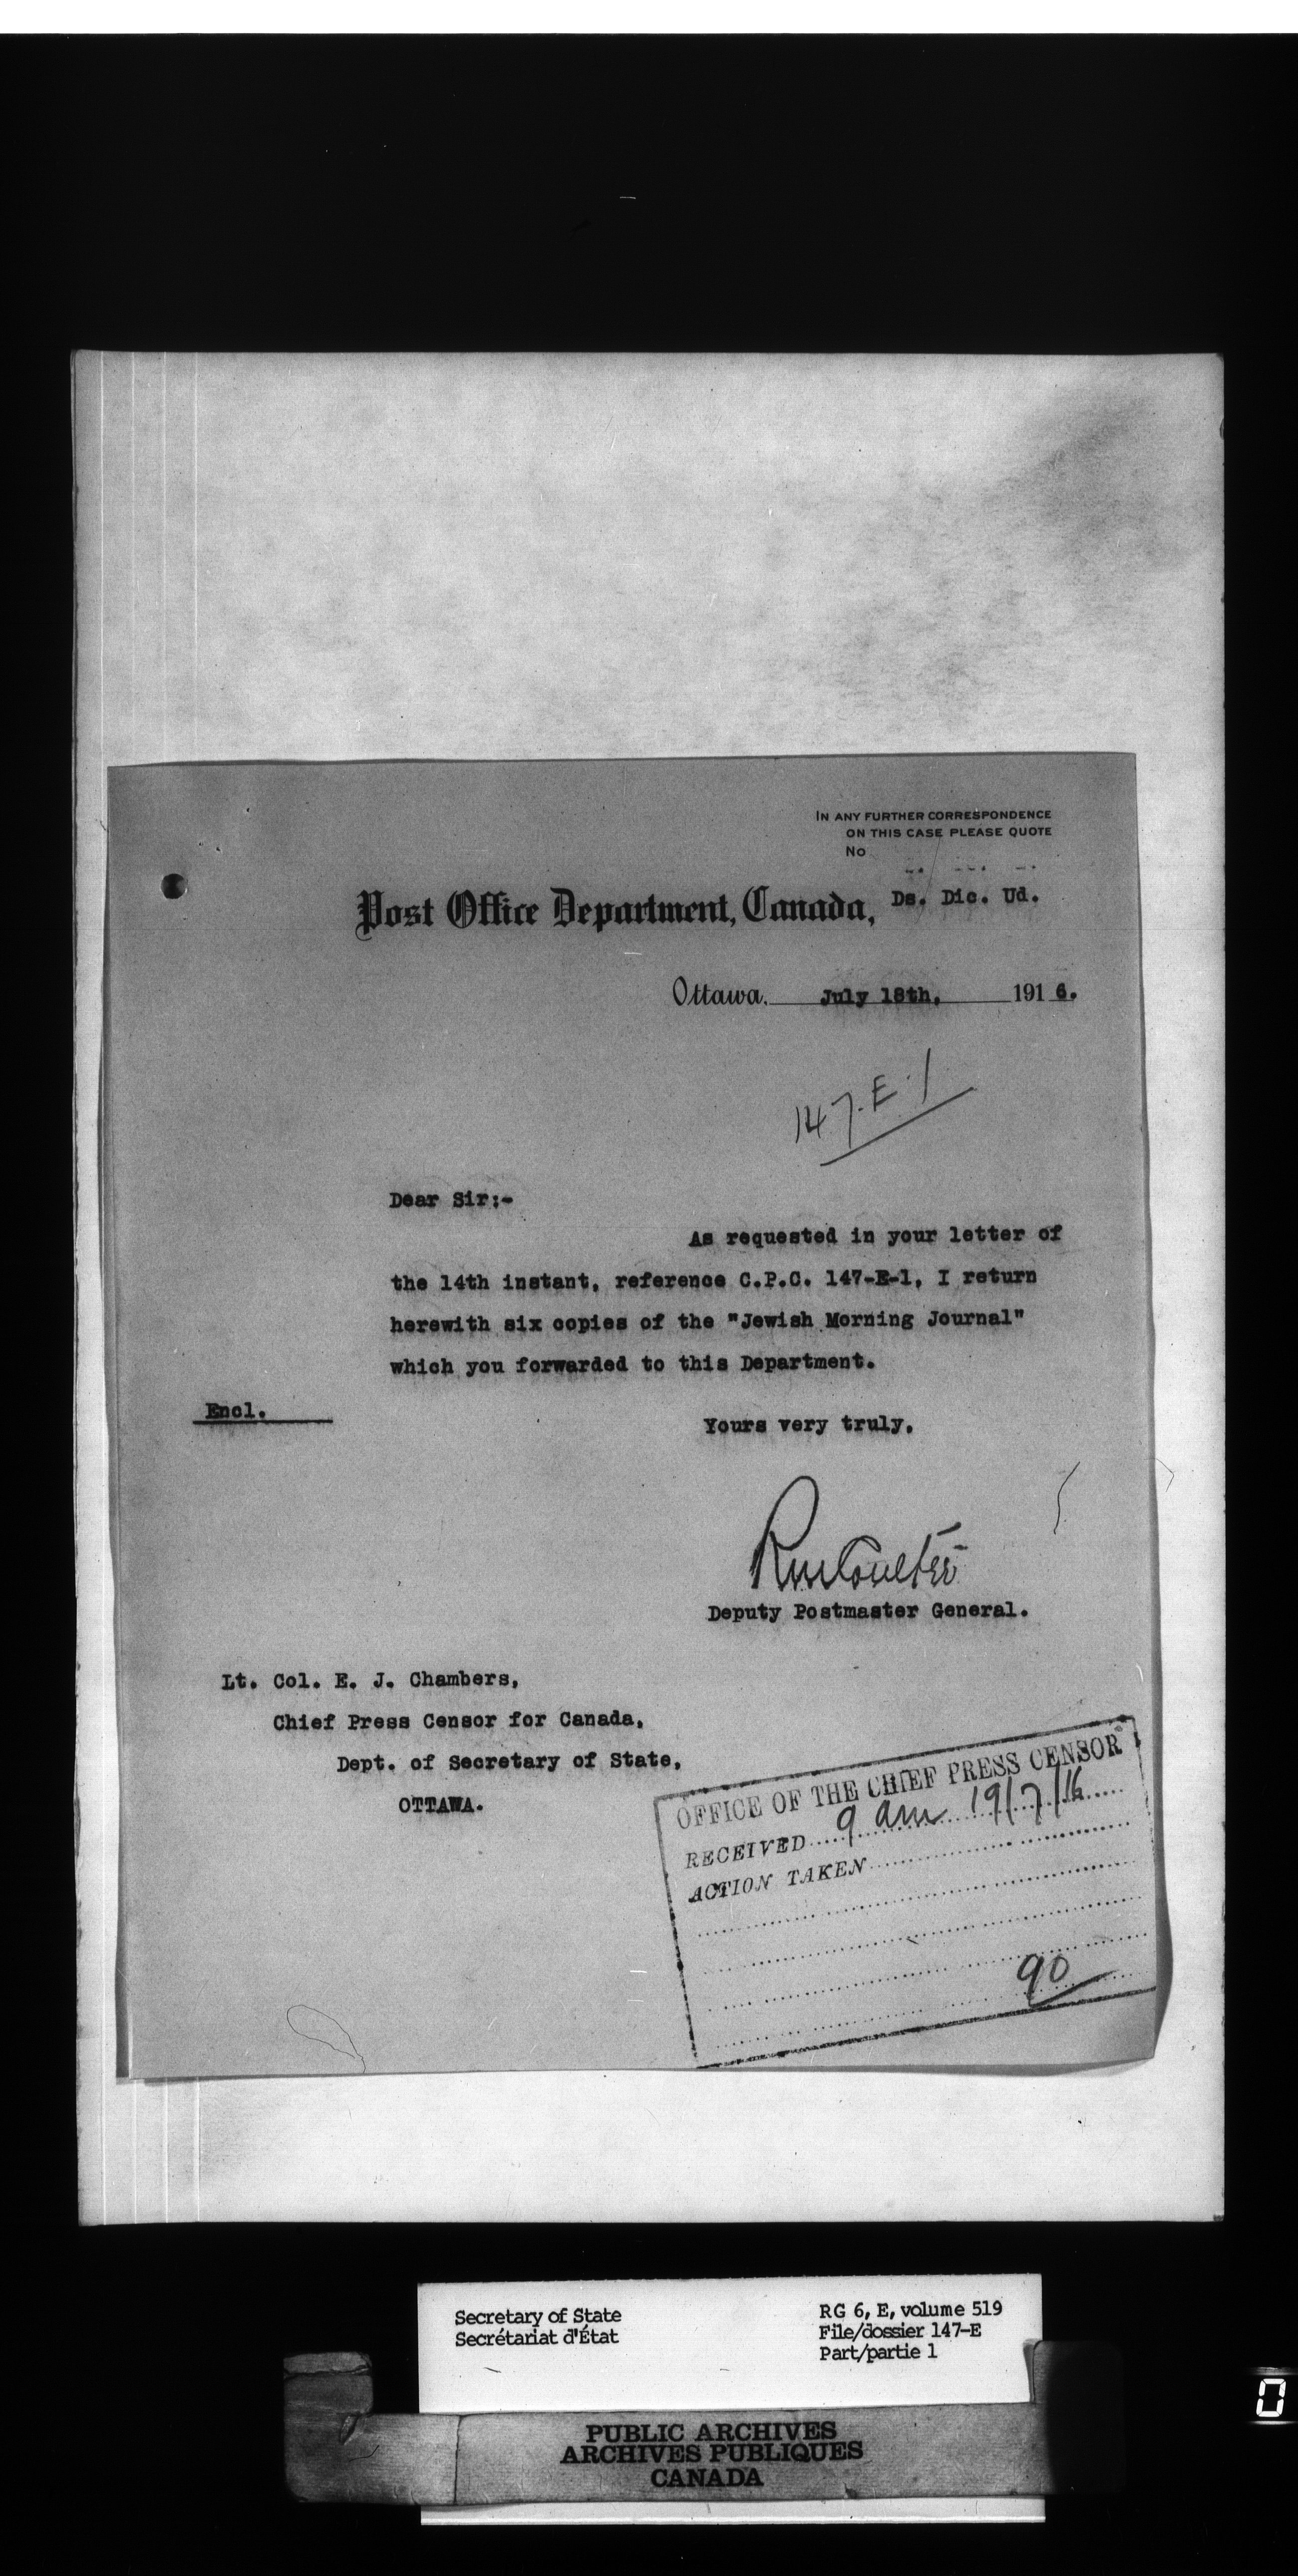 IN ANY FURTHER CORRESPONDENCE
ON THIS CASE PLEASE QUOTE
No
Ds. Dic. Ud.
Post Office Department, Canada,
Ottawa, July 18th, 1916.
147-E-1
Dear Sir:-
As requested in your letter of
the 14th instant, reference C.P.C. 147-E-1, I return
herewith six copies of the "Jewish Morning Journal"
which you forwarded to this Department.
Encl.
Yours very truly,
RMCoulter
Deputy Postmaster General.
Lt. Col. E. J. Chambers,
Chief Press Censor for Canada,
Dept. of Secretary of State,
OTTAWA.
OFFICE OF THE CHIEF PRESS CENSOR
RECEIVED 9 am 19/7/16
ACTION TAKEN
90
Secretary of State
Secrétariat d'État
RG 6, E, volume 519
File/dossier 147-E
Part/partie 1
PUBLIC ARCHIVES
ARCHIVES PUBLIQUES
CANADA
0